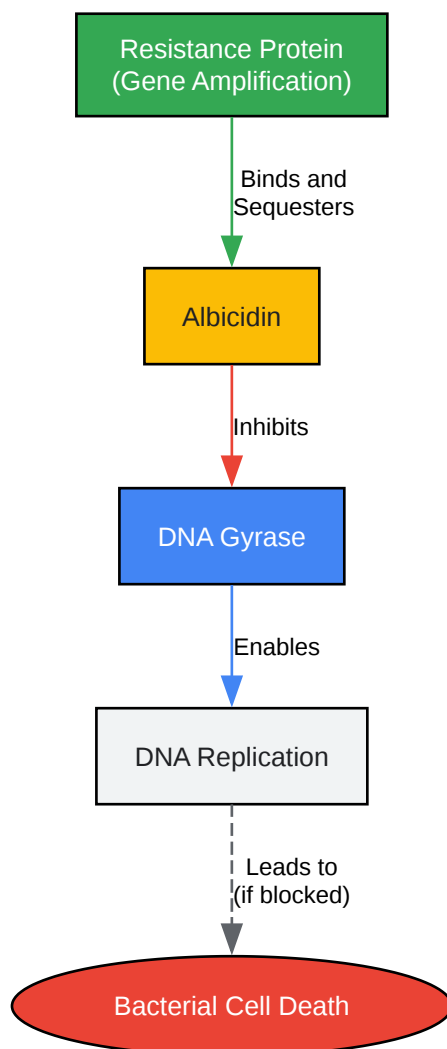 Resistance Protein
(Gene Amplification)
Binds and
Sequesters
Albicidin
Inhibits
DNA Gyrase
Enables
DNA Replication
Leads to
(if blocked)
Bacterial Cell Death